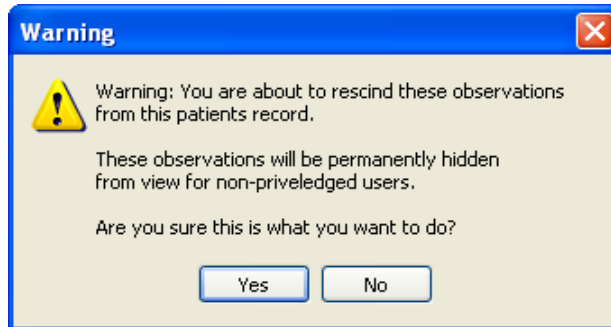 Warning
Warning: You are about to rescind these observations
from this patients record.
These observations will be permanently hidden
from view for non-priveledged users.
Are you sure this is what you want to do?
Yes
No